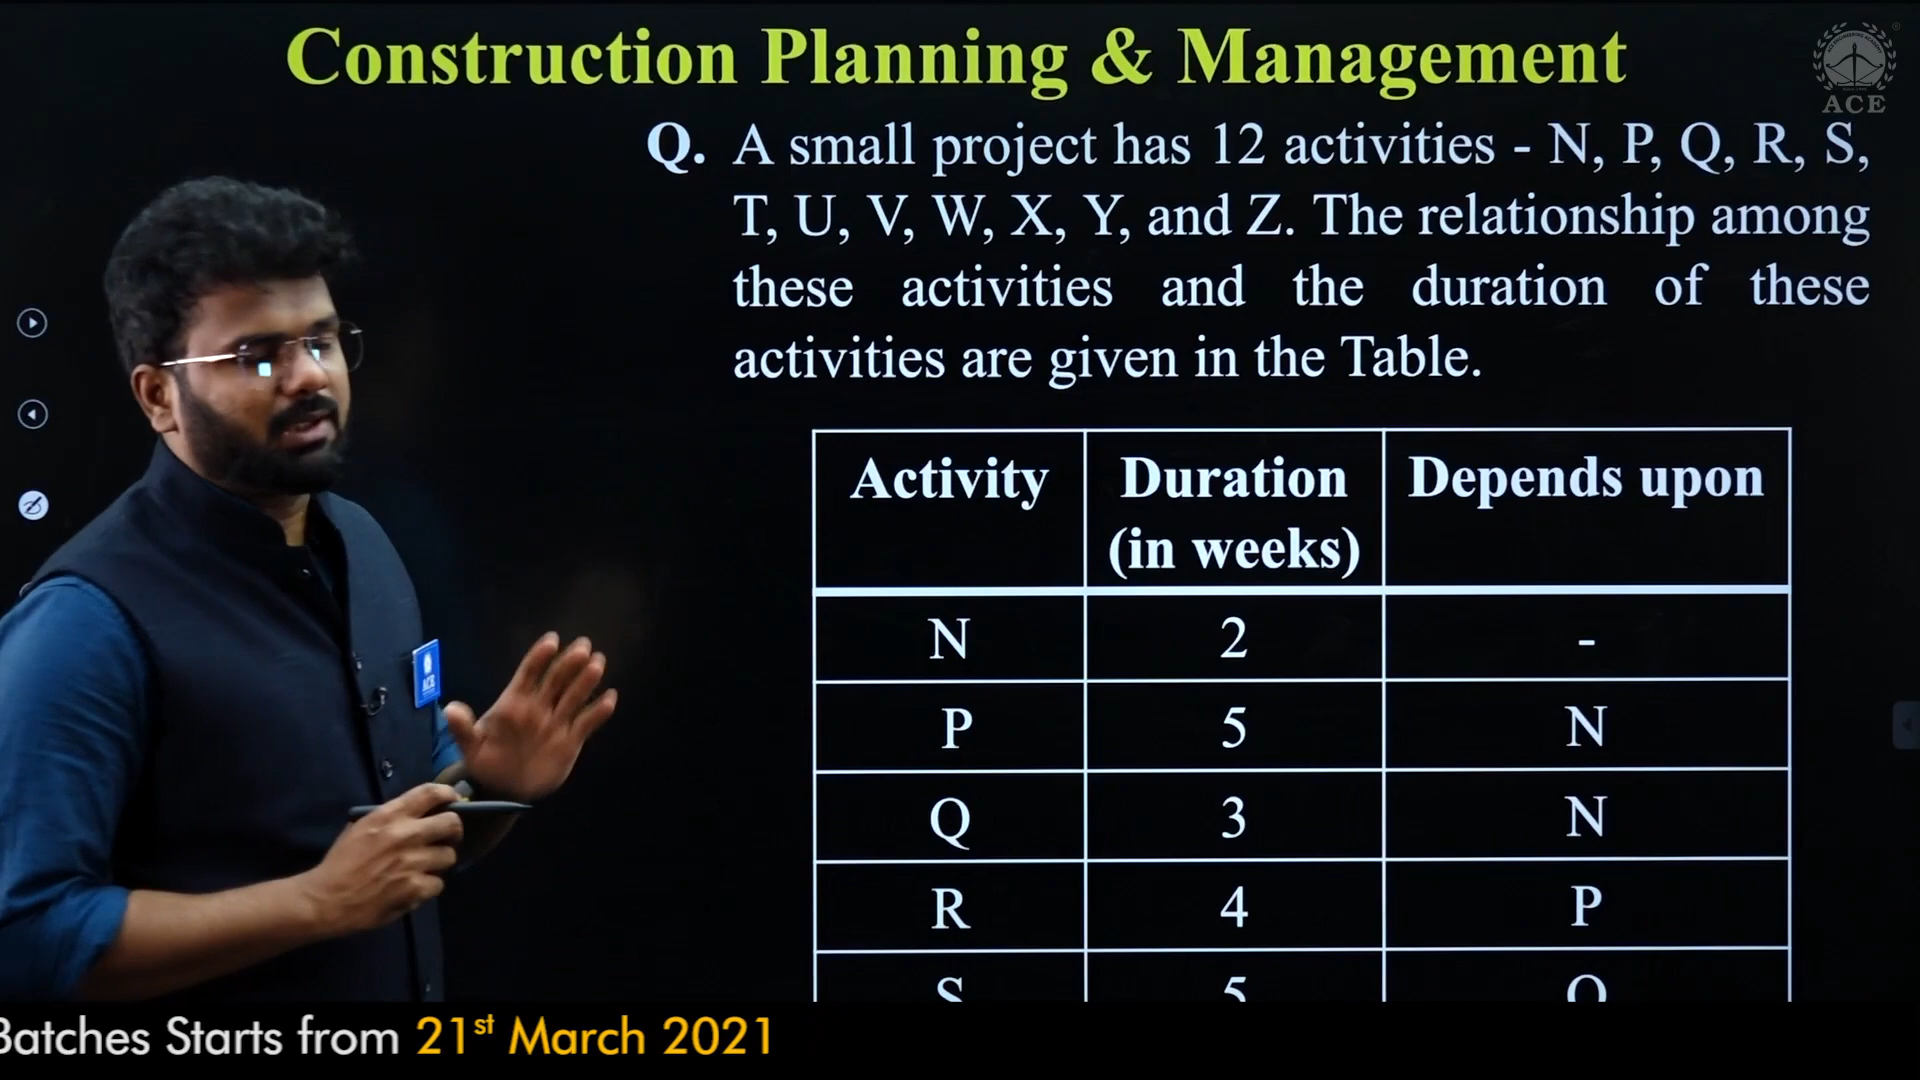 Construction Planning & Management
ACE
Q. A small project has 12 activities - N, P, Q, R, S,
T, U, V, W, X, Y, and Z. The relationship among
these activities and the duration of these
activities are given in the Table.
Activity Duration (in weeks) Depends upon
N 2 -
P 5 N
Q 3 N
R 4 P
S 5 Q
ACE
Batches Starts from 21st March 2021